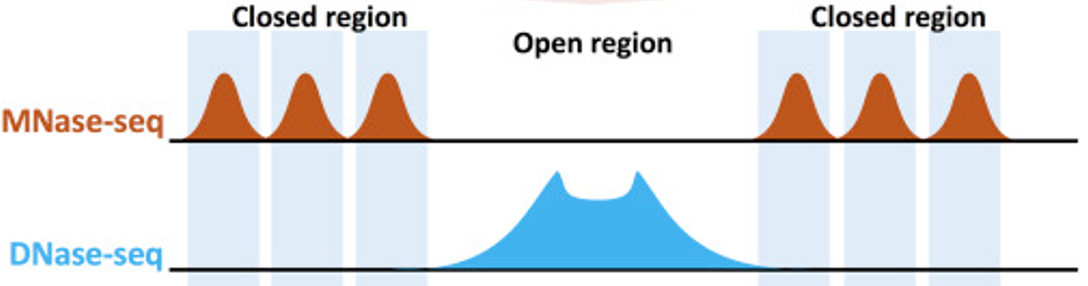 Closed region
Closed region
Open region
MNase-seq
DNase-seq